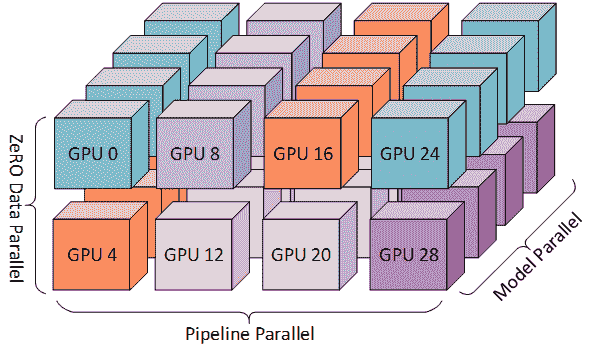 GPU 0
GPU 8
GPU 16
GPU 24
GPU 4
GPU 12
GPU 20
GPU 28
ZeRO Data Parallel
Pipeline Parallel
Model Parallel